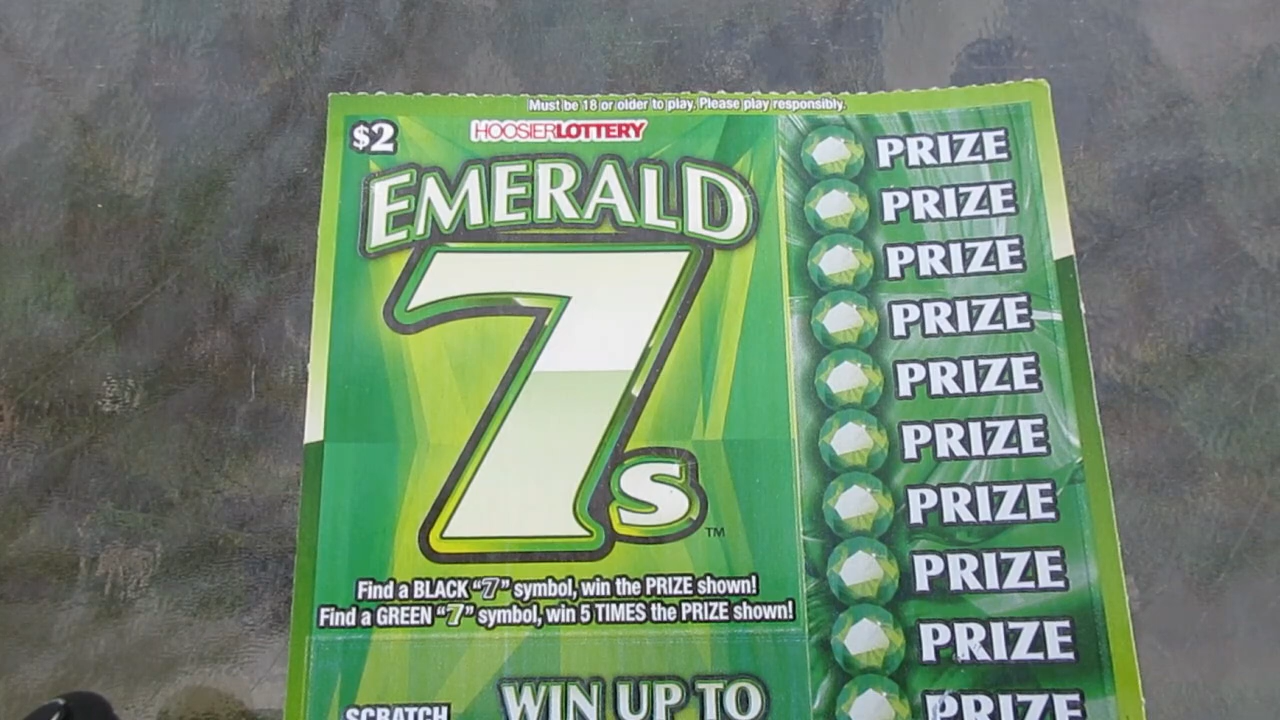 Must be 18 or older to play. Please play responsibly.
$2
HOOSIERLOTTERY
EMERALD
7s™
Find a BLACK “7” symbol, win the PRIZE shown!
Find a GREEN “7” symbol, win 5 TIMES the PRIZE shown!
SCRATCH
WIN UP TO
PRIZE
PRIZE
PRIZE
PRIZE
PRIZE
PRIZE
PRIZE
PRIZE
PRIZE
PRIZE